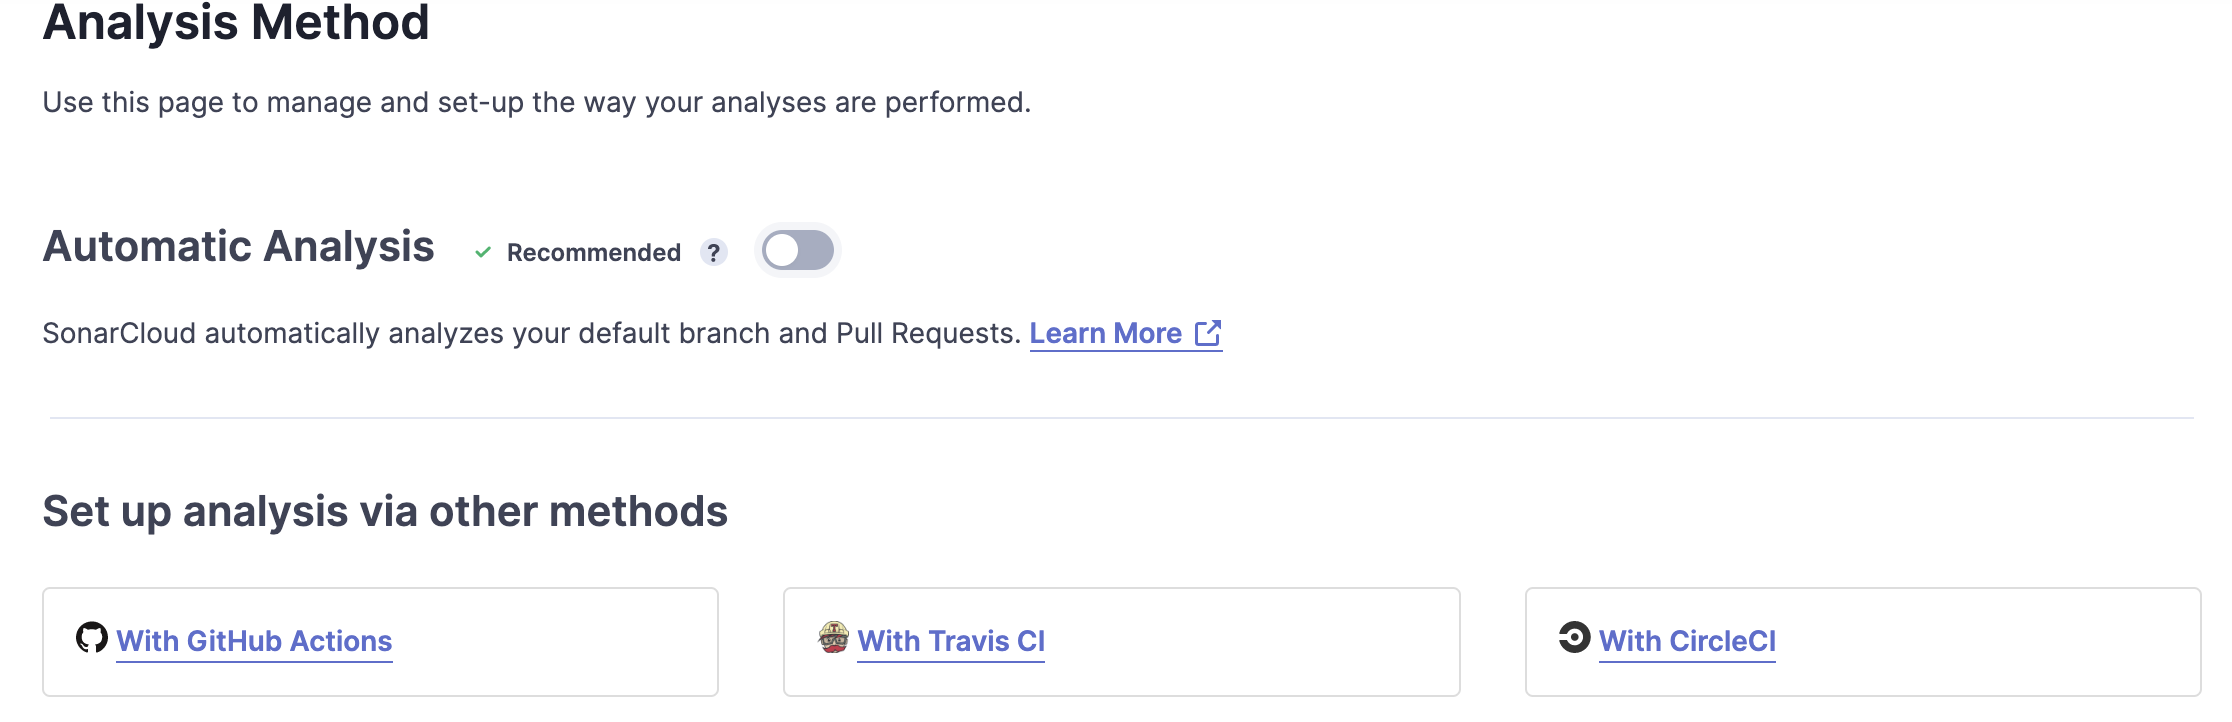 Analysis Method
Use this page to manage and set-up the way your analyses are performed.
Automatic Analysis Recommended ?
SonarCloud automatically analyzes your default branch and Pull Requests. Learn More
Set up analysis via other methods
With GitHub Actions With Travis CI With CircleCI